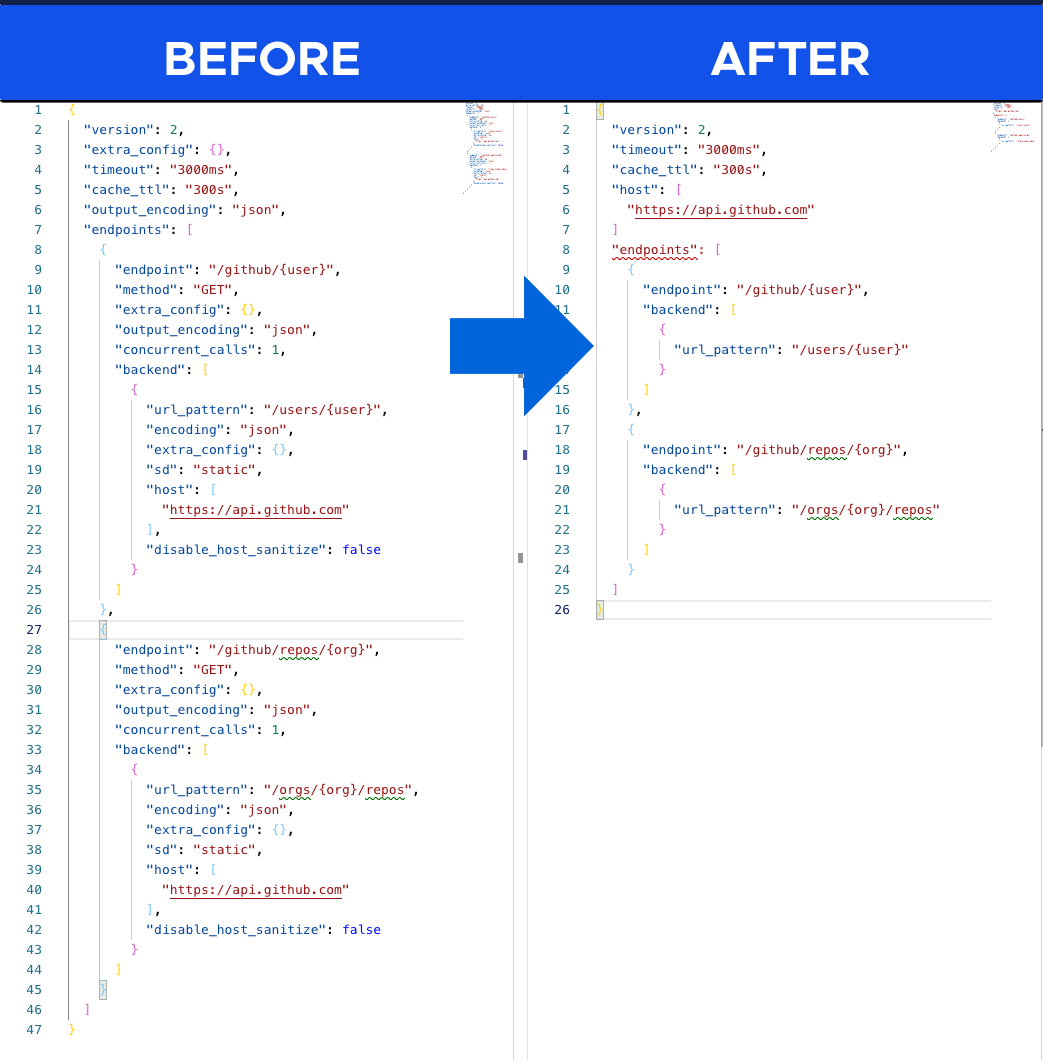 BEFORE
1 {
2 "version": 2,
3 "extra_config": {},
4 "timeout": "3000ms",
5 "cache_ttl": "300s",
6 "output_encoding": "json",
7 "endpoints": [
8 {
9 "endpoint": "/github/{user}",
10 "method": "GET",
11 "extra_config": {},
12 "output_encoding": "json",
13 "concurrent_calls": 1,
14 "backend": [
15 {
16 "url_pattern": "/users/{user}",
17 "encoding": "json",
18 "extra_config": {},
19 "sd": "static",
20 "host": [
21 "https://api.github.com"
22 ],
23 "disable_host_sanitize": false
24 }
25 ]
26 },
27 {
28 "endpoint": "/github/repos/{org}",
29 "method": "GET",
30 "extra_config": {},
31 "output_encoding": "json",
32 "concurrent_calls": 1,
33 "backend": [
34 {
35 "url_pattern": "/orgs/{org}/repos",
36 "encoding": "json",
37 "extra_config": {},
38 "sd": "static",
39 "host": [
40 "https://api.github.com"
41 ],
42 "disable_host_sanitize": false
43 }
44 ]
45 }
46 ]
47 }
AFTER
1 {
2 "version": 2,
3 "timeout": "3000ms",
4 "cache_ttl": "300s",
5 "host": [
6 "https://api.github.com"
7 ]
8 "endpoints": [
9 {
10 "endpoint": "/github/{user}",
11 "backend": [
{
"url_pattern": "/users/{user}"
}
15 ]
16 },
17 {
18 "endpoint": "/github/repos/{org}",
19 "backend": [
20 {
21 "url_pattern": "/orgs/{org}/repos"
22 }
23 ]
24 }
25 ]
26 }